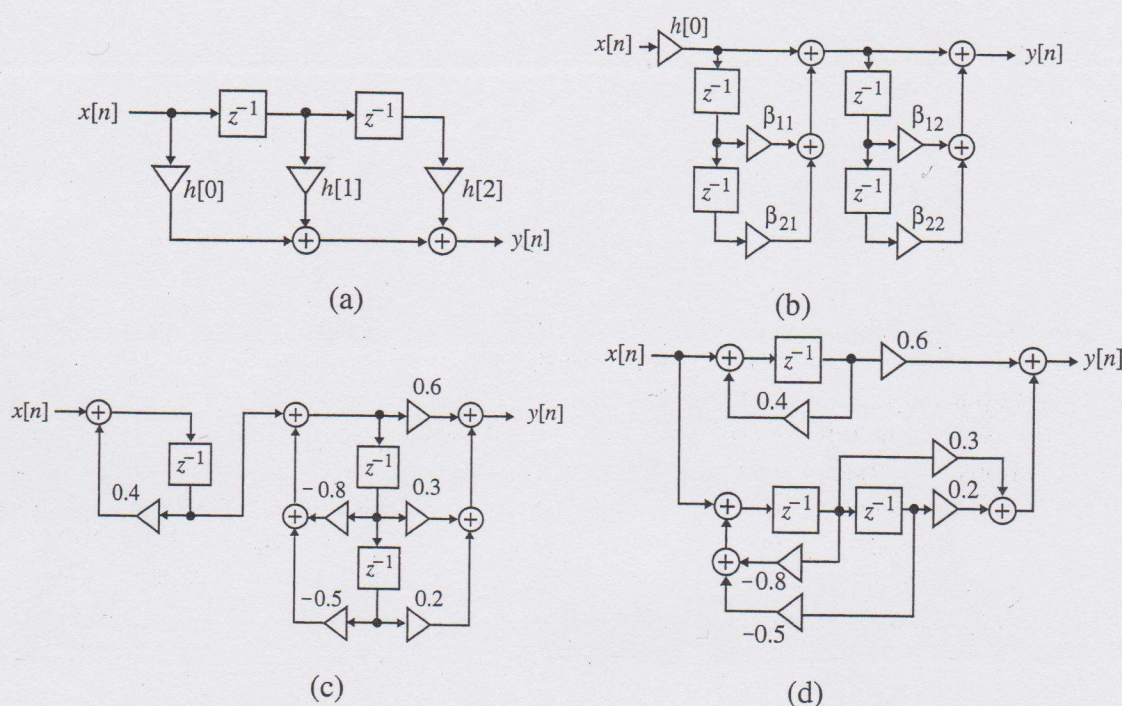 x[n] z⁻¹ z⁻¹
h[0] h[1] h[2]
+ + y[n]
(a)
x[n] h[0] + + y[n]
z⁻¹ z⁻¹
β₁₁ + β₁₂ +
z⁻¹ z⁻¹
β₂₁ β₂₂
(b)
x[n] + + 0.6 + y[n]
z⁻¹ z⁻¹
0.4 + −0.8 0.3 +
z⁻¹
−0.5 0.2
(c)
x[n] + z⁻¹ 0.6 + y[n]
0.4
0.3
+ z⁻¹ z⁻¹ 0.2 +
+ −0.8
−0.5
(d)